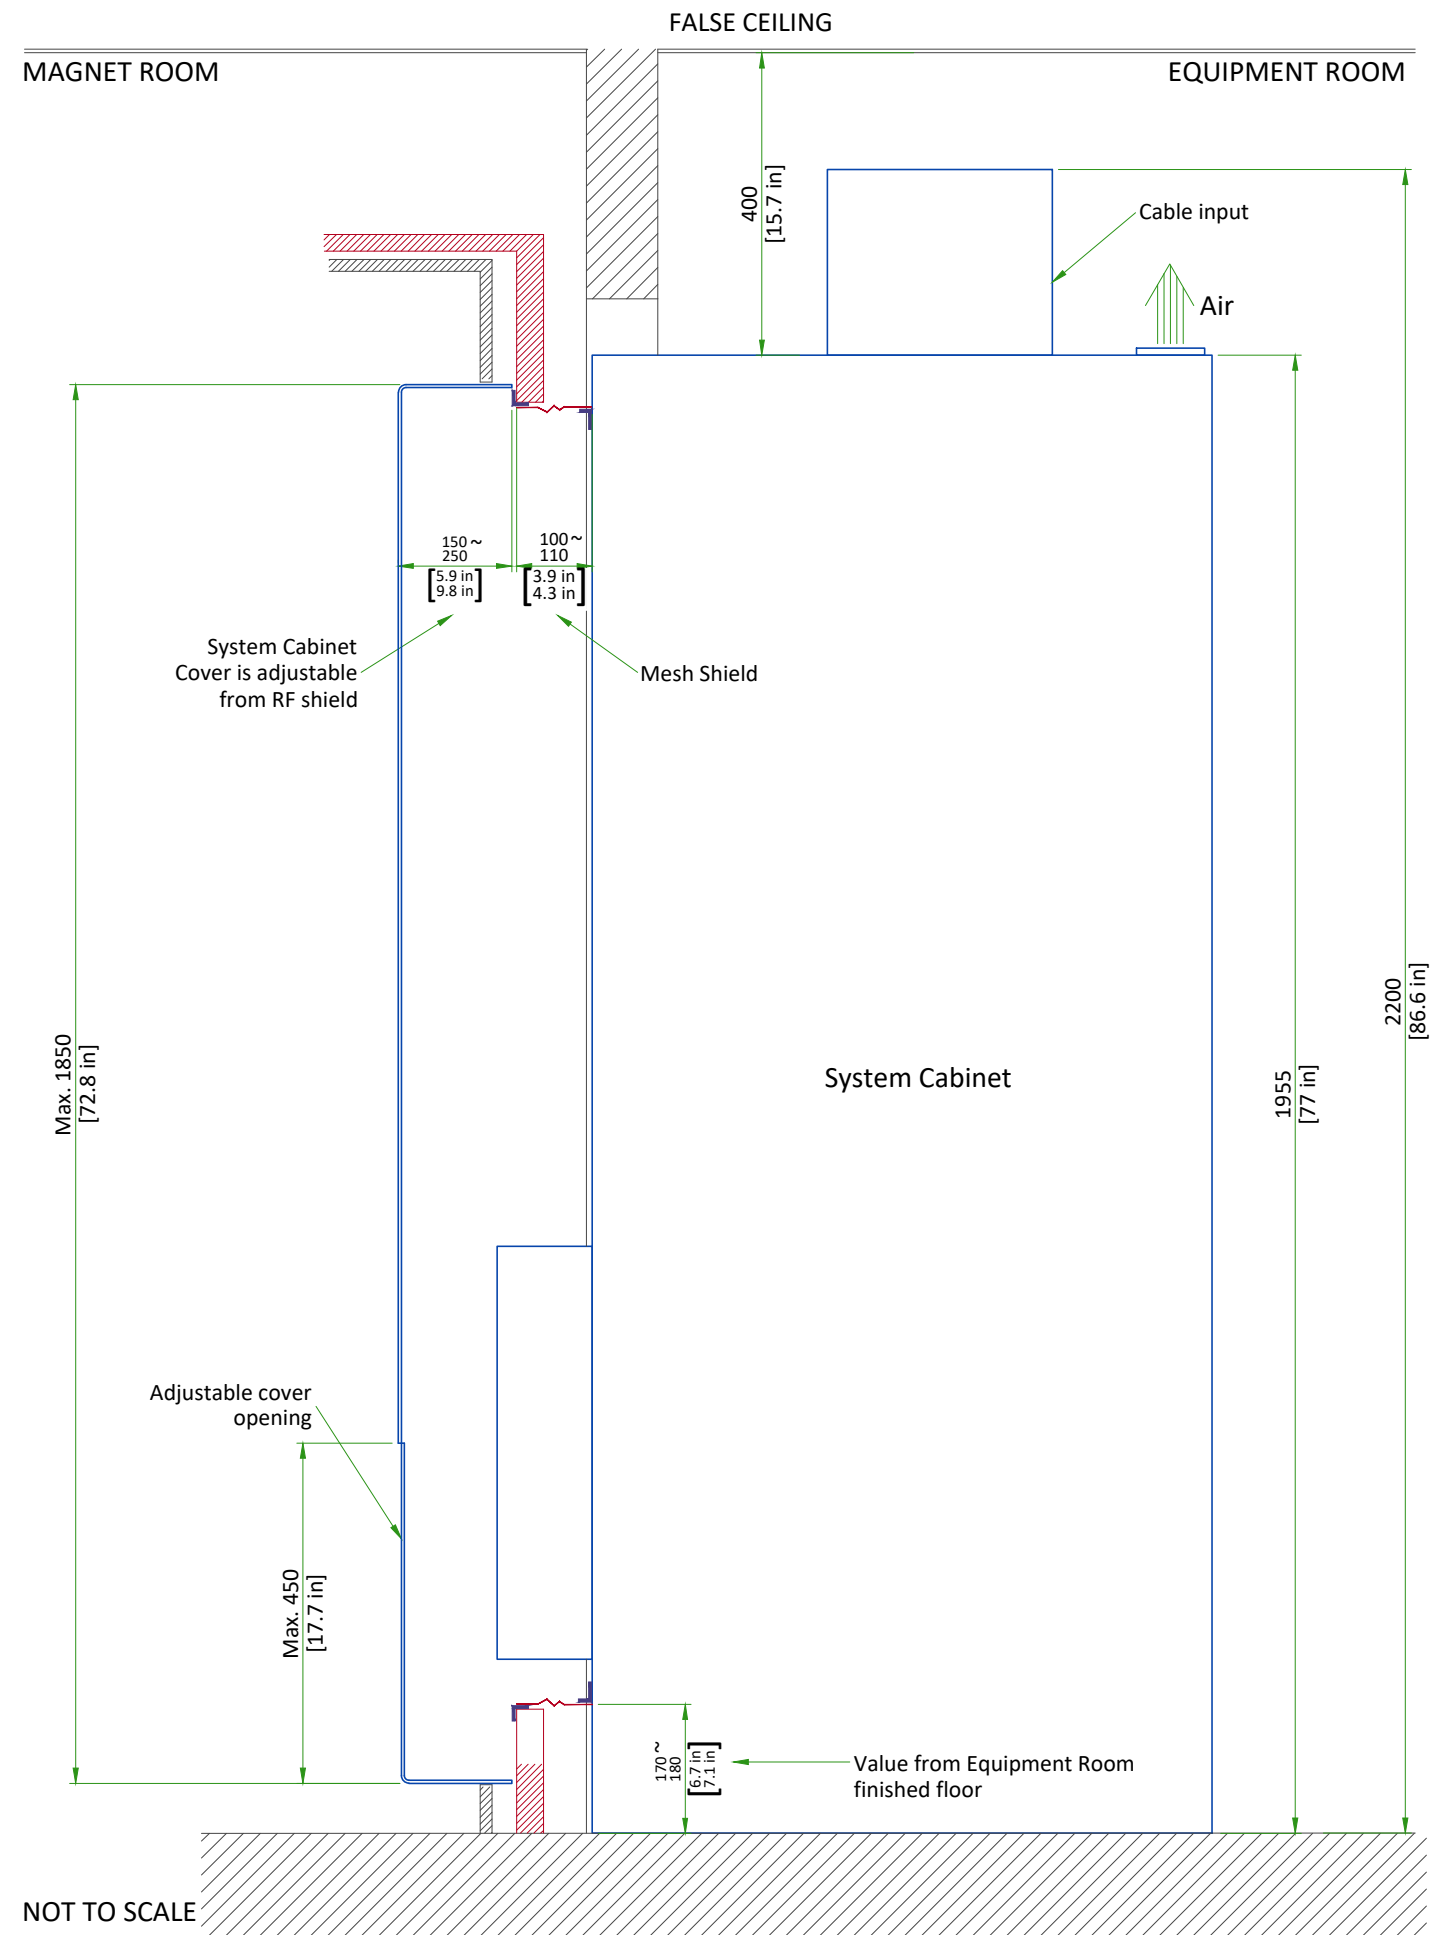 FALSE CEILING
MAGNET ROOM
EQUIPMENT ROOM
400
[15.7 in]
Cable input
Air
150 ~
250
[5.9 in
9.8 in]
100 ~
110
[3.9 in
4.3 in]
System Cabinet
Cover is adjustable
from RF shield
Mesh Shield
Max. 1850
[72.8 in]
System Cabinet
1955
[77 in]
2200
[86.6 in]
Adjustable cover
opening
Max. 450
[17.7 in]
170 ~
180
[6.7 in
7.1 in]
Value from Equipment Room
finished floor
NOT TO SCALE